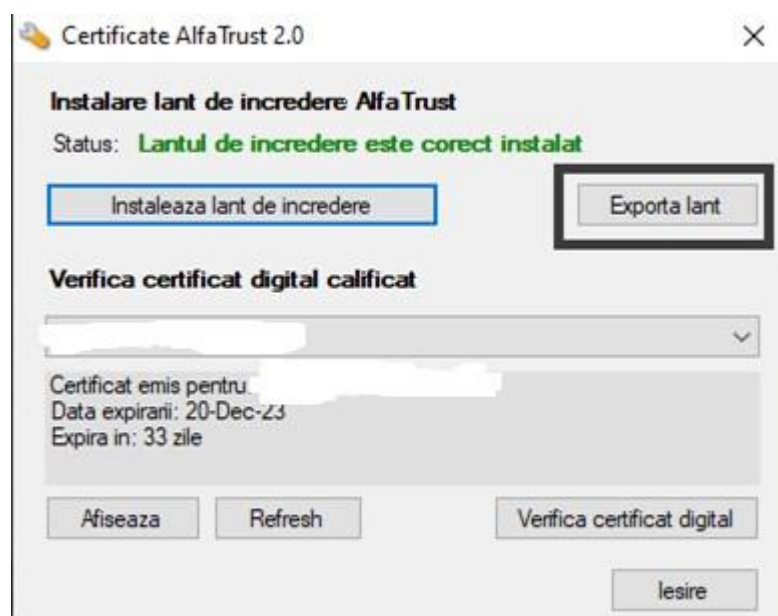 Certificate AlfaTrust 2.0
Instalare lant de incredere AlfaTrust
Status: Lantul de incredere este corect instalat
Instaleaza lant de incredere
Exporta lant
Verifica certificat digital calificat
Certificat emis pentru:
Data expirarii: 20-Dec-23
Expira in: 33 zile
Afiseaza
Refresh
Verifica certificat digital
Iesire